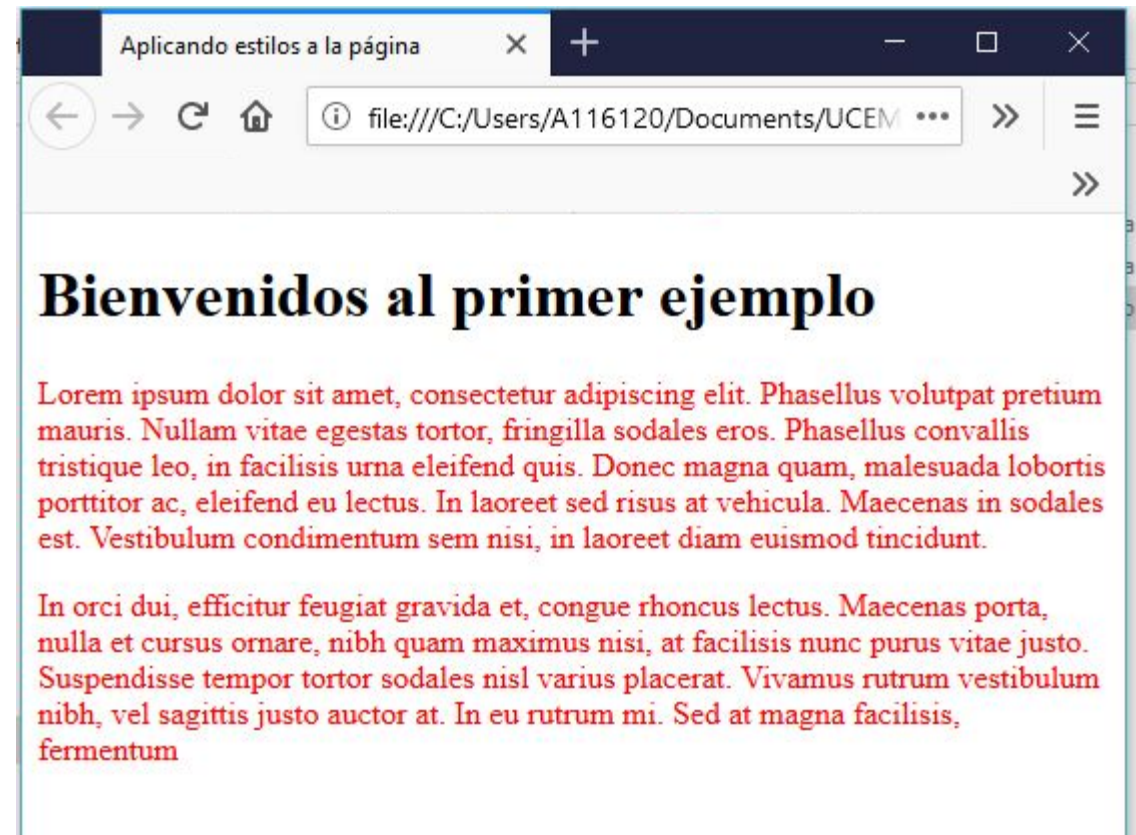 Aplicando estilos a la página
file:///C:/Users/A116120/Documents/UCEM
Bienvenidos al primer ejemplo
Lorem ipsum dolor sit amet, consectetur adipiscing elit. Phasellus volutpat pretium
mauris. Nullam vitae egestas tortor, fringilla sodales eros. Phasellus convallis
tristique leo, in facilisis urna eleifend quis. Donec magna quam, malesuada lobortis
porttitor ac, eleifend eu lectus. In laoreet sed risus at vehicula. Maecenas in sodales
est. Vestibulum condimentum sem nisi, in laoreet diam euismod tincidunt.
In orci dui, efficitur feugiat gravida et, congue rhoncus lectus. Maecenas porta,
nulla et cursus ornare, nibh quam maximus nisi, at facilisis nunc purus vitae justo.
Suspendisse tempor tortor sodales nisl varius placerat. Vivamus rutrum vestibulum
nibh, vel sagittis justo auctor at. In eu rutrum mi. Sed at magna facilisis,
fermentum